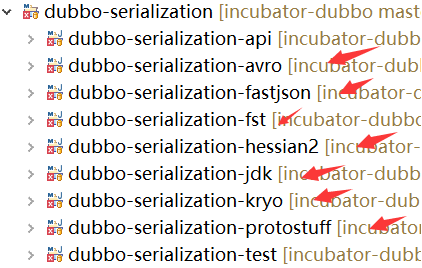 dubbo-serialization [incubator-dubbo mast
dubbo-serialization-api [incubator-dubb
dubbo-serialization-avro [incubator-dub
dubbo-serialization-fastjson [incubator-d
dubbo-serialization-fst [incubator-dubbo
dubbo-serialization-hessian2 [incubator-
dubbo-serialization-jdk [incubator-dubbo
dubbo-serialization-kryo [incubator-dubb
dubbo-serialization-protostuff [incubator
dubbo-serialization-test [incubator-dubb